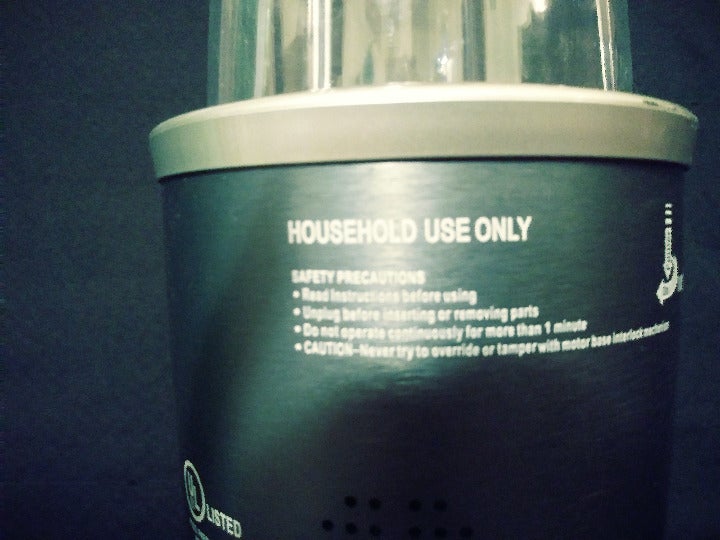 HOUSEHOLD USE ONLY
SAFETY PRECAUTIONS
• Read Instructions before using
• Unplug before inserting or removing parts
• Do not operate continuously for more than 1 minute
• CAUTION–Never try to override or tamper with motor base interlock mechanism
UL LISTED